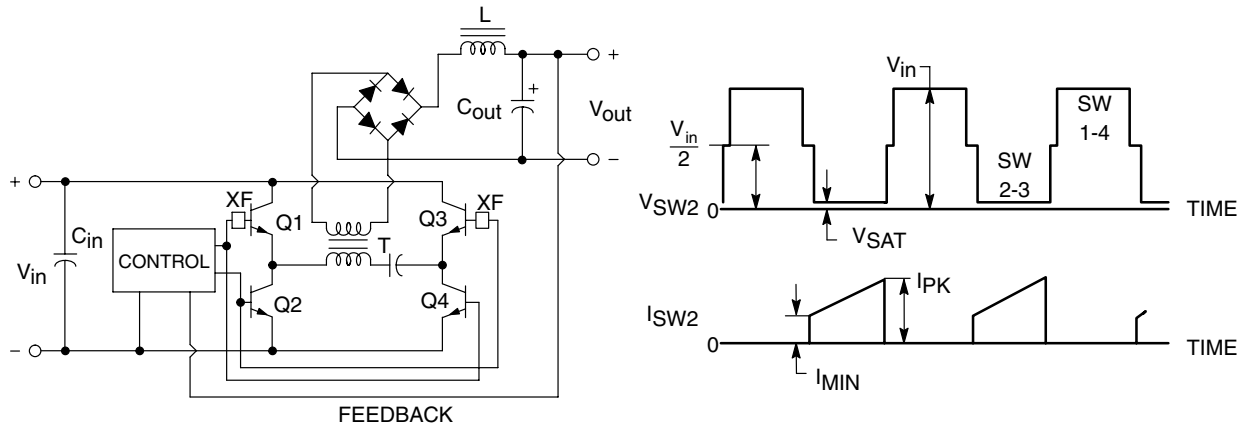 L
+
C_out
+
V_out
−
+
XF
Q1
Q3
XF
T
C_in
V_in
CONTROL
Q2
Q4
−
FEEDBACK
V_in
SW
1-4
V_in
2
SW
2-3
V_SW2
0
TIME
V_SAT
I_PK
I_SW2
0
TIME
I_MIN